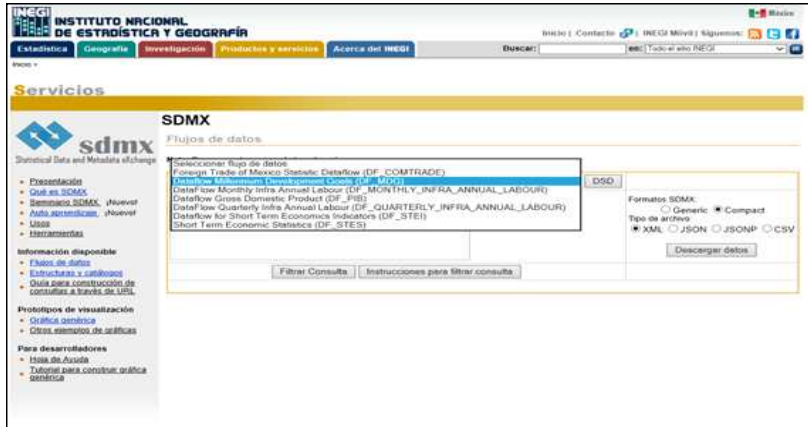 INEGI
INSTITUTO NACIONAL
DE ESTADÍSTICA Y GEOGRAFÍA
México
Inicio | Contacto | INEGI Móvil | Síguenos:
Estadística Geografía Investigación Productos y servicios Acerca del INEGI Buscar: en: Todo el sitio INEGI
Inicio >
Servicios
sdmx
Statistical Data and Metadata eXchange
Presentación
Qué es SDMX
Seminario SDMX ¡Nuevo!
Auto aprendizaje ¡Nuevo!
Usos
Herramientas
Información disponible
Flujos de datos
Estructuras y catálogos
Guía para construcción de
consultas a través de URL
Prototipos de visualización
Gráfica genérica
Otros ejemplos de gráficas
Para desarrolladores
Hoja de Ayuda
Tutorial para construir gráfica
genérica
SDMX
Flujos de datos
Seleccionar flujo de datos
Foreign Trade of Mexico Statistic Detaflow (DF_COMTRADE)
Dataflow Millennium Development Goals (DF_MDG)
DataFlow Monthly Infra Annual Labour (DF_MONTHLY_INFRA_ANNUAL_LABOUR)
Dataflow Gross Domestic Product (DF_PIB)
DataFlow Quarterly Infra Annual Labour (DF_QUARTERLY_INFRA_ANNUAL_LABOUR)
Dataflow for Short Term Economics Indicators (DF_STEI)
Short Term Economic Statistics (DF_STES)
DSD
Formatos SDMX:
Generic Compact
Tipo de archivo
XML JSON JSONP CSV
Descargar datos
Filtrar Consulta Instrucciones para filtrar consulta